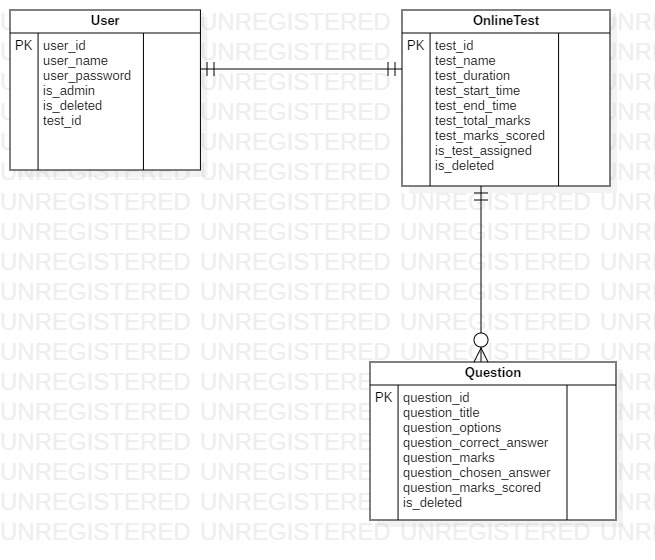 User
PK user_id
user_name
user_password
is_admin
is_deleted
test_id
OnlineTest
PK test_id
test_name
test_duration
test_start_time
test_end_time
test_total_marks
test_marks_scored
is_test_assigned
is_deleted
Question
PK question_id
question_title
question_options
question_correct_answer
question_marks
question_chosen_answer
question_marks_scored
is_deleted
UNREGISTERED